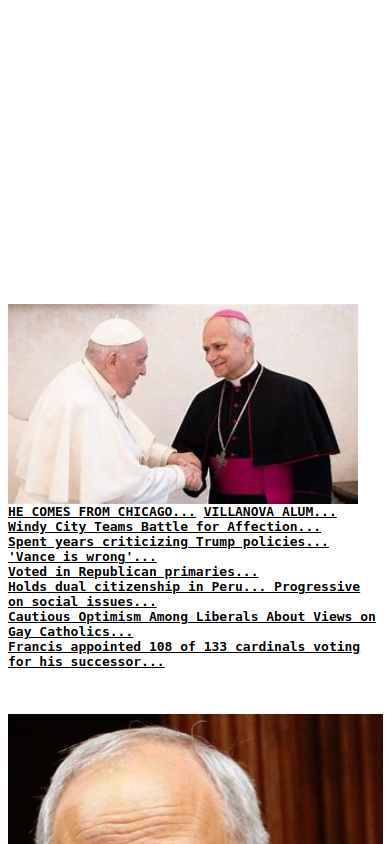 HE COMES FROM CHICAGO... VILLANOVA ALUM...
Windy City Teams Battle for Affection...
Spent years criticizing Trump policies...
'Vance is wrong'...
Voted in Republican primaries...
Holds dual citizenship in Peru... Progressive
on social issues...
Cautious Optimism Among Liberals About Views on
Gay Catholics...
Francis appointed 108 of 133 cardinals voting
for his successor...